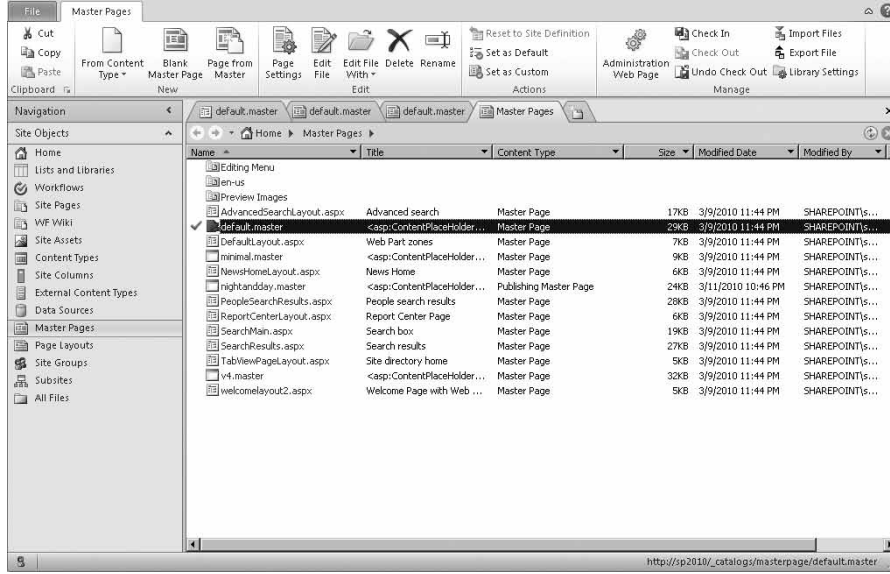 File Master Pages
Cut
Copy
Paste
Clipboard
From Content Type
Blank Master Page
Page from Master
New
Page Settings
Edit File
Edit File With
Delete
Rename
Edit
Reset to Site Definition
Set as Default
Set as Custom
Actions
Administration Web Page
Check In
Check Out
Undo Check Out
Import Files
Export File
Library Settings
Manage
Navigation
default.master default.master default.master Master Pages
Site Objects
Home
Lists and Libraries
Workflows
Site Pages
WF Wiki
Site Assets
Content Types
Site Columns
External Content Types
Data Sources
Master Pages
Page Layouts
Site Groups
Subsites
All Files
Home Master Pages
Name Title Content Type Size Modified Date Modified By
Editing Menu
en-us
Preview Images
AdvancedSearchLayout.aspx Advanced search Master Page 17KB 3/9/2010 11:44 PM SHAREPOINT\s...
default.master <asp:ContentPlaceHolder... Master Page 29KB 3/9/2010 11:44 PM SHAREPOINT\s...
DefaultLayout.aspx Web Part zones Master Page 7KB 3/9/2010 11:44 PM SHAREPOINT\s...
minimal.master <asp:ContentPlaceHolder... Master Page 9KB 3/9/2010 11:44 PM SHAREPOINT\s...
NewsHomeLayout.aspx News Home Master Page 6KB 3/9/2010 11:44 PM SHAREPOINT\s...
nightandday.master <asp:ContentPlaceHolder... Publishing Master Page 24KB 3/11/2010 10:46 PM SHAREPOINT\s...
PeopleSearchResults.aspx People search results Master Page 28KB 3/9/2010 11:44 PM SHAREPOINT\s...
ReportCenterLayout.aspx Report Center Page Master Page 6KB 3/9/2010 11:44 PM SHAREPOINT\s...
SearchMain.aspx Search box Master Page 19KB 3/9/2010 11:44 PM SHAREPOINT\s...
SearchResults.aspx Search results Master Page 27KB 3/9/2010 11:44 PM SHAREPOINT\s...
TabViewPageLayout.aspx Site directory home Master Page 5KB 3/9/2010 11:44 PM SHAREPOINT\s...
v4.master <asp:ContentPlaceHolder... Master Page 32KB 3/9/2010 11:44 PM SHAREPOINT\s...
welcomelayout2.aspx Welcome Page with Web ... Master Page 5KB 3/9/2010 11:44 PM SHAREPOINT\s...
http://sp2010/_catalogs/masterpage/default.master